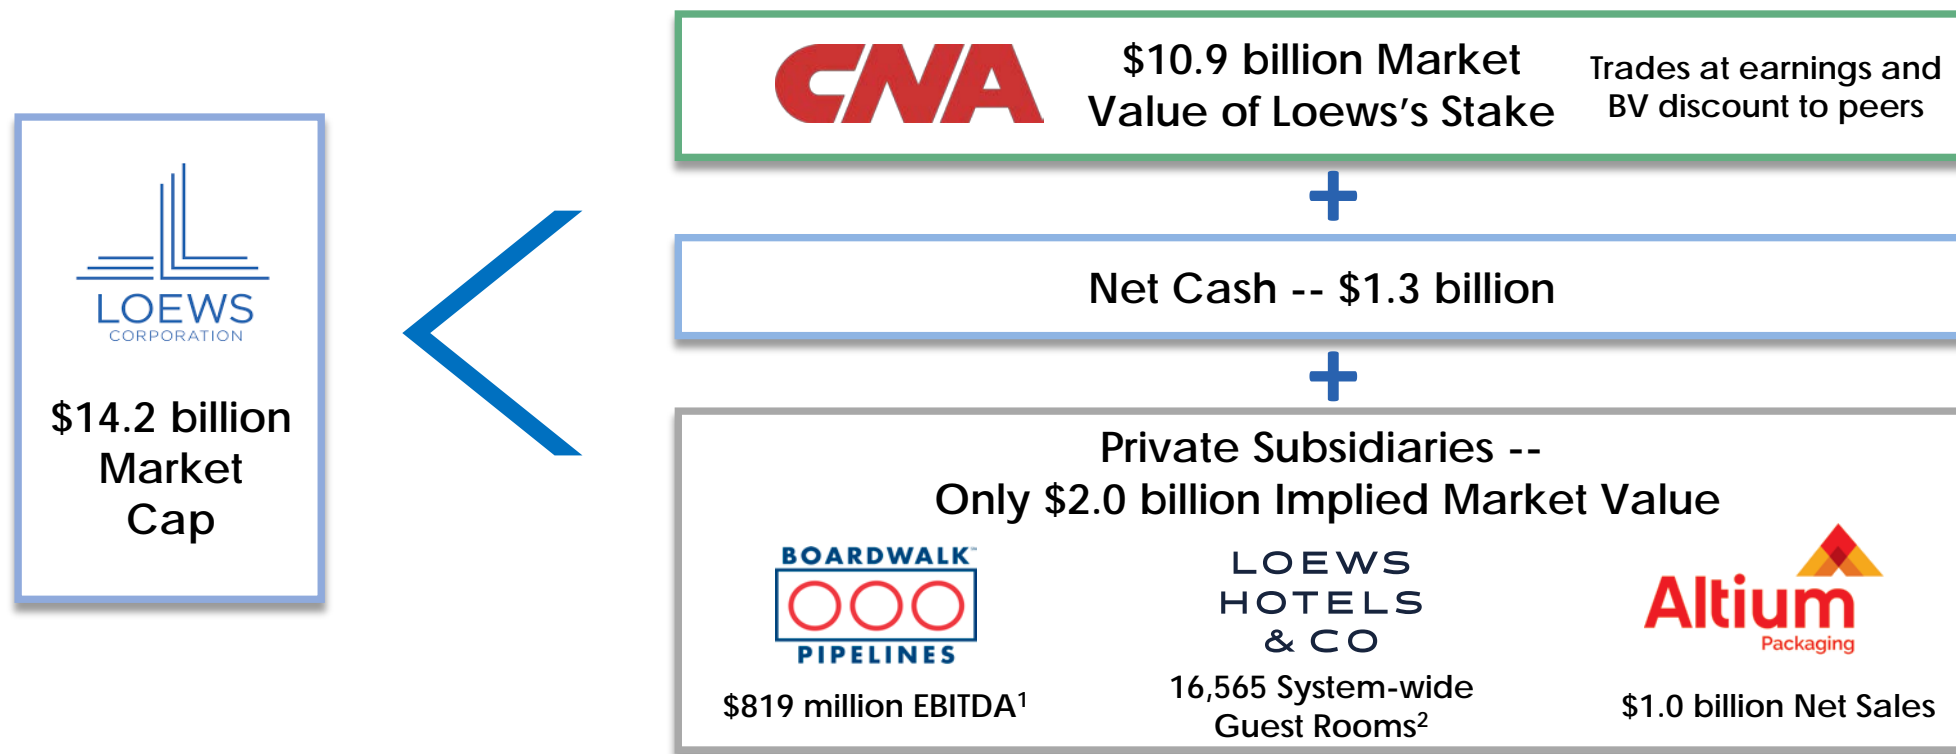 LOEWS
CORPORATION
$14.2 billion
Market
Cap
CNA
$10.9 billion Market
Value of Loews's Stake
Trades at earnings and
BV discount to peers
+
Net Cash -- $1.3 billion
+
Private Subsidiaries --
Only $2.0 billion Implied Market Value
BOARDWALK™
PIPELINES
$819 million EBITDA¹
LOEWS
HOTELS
& CO
16,565 System-wide
Guest Rooms²
Altium
Packaging
$1.0 billion Net Sales